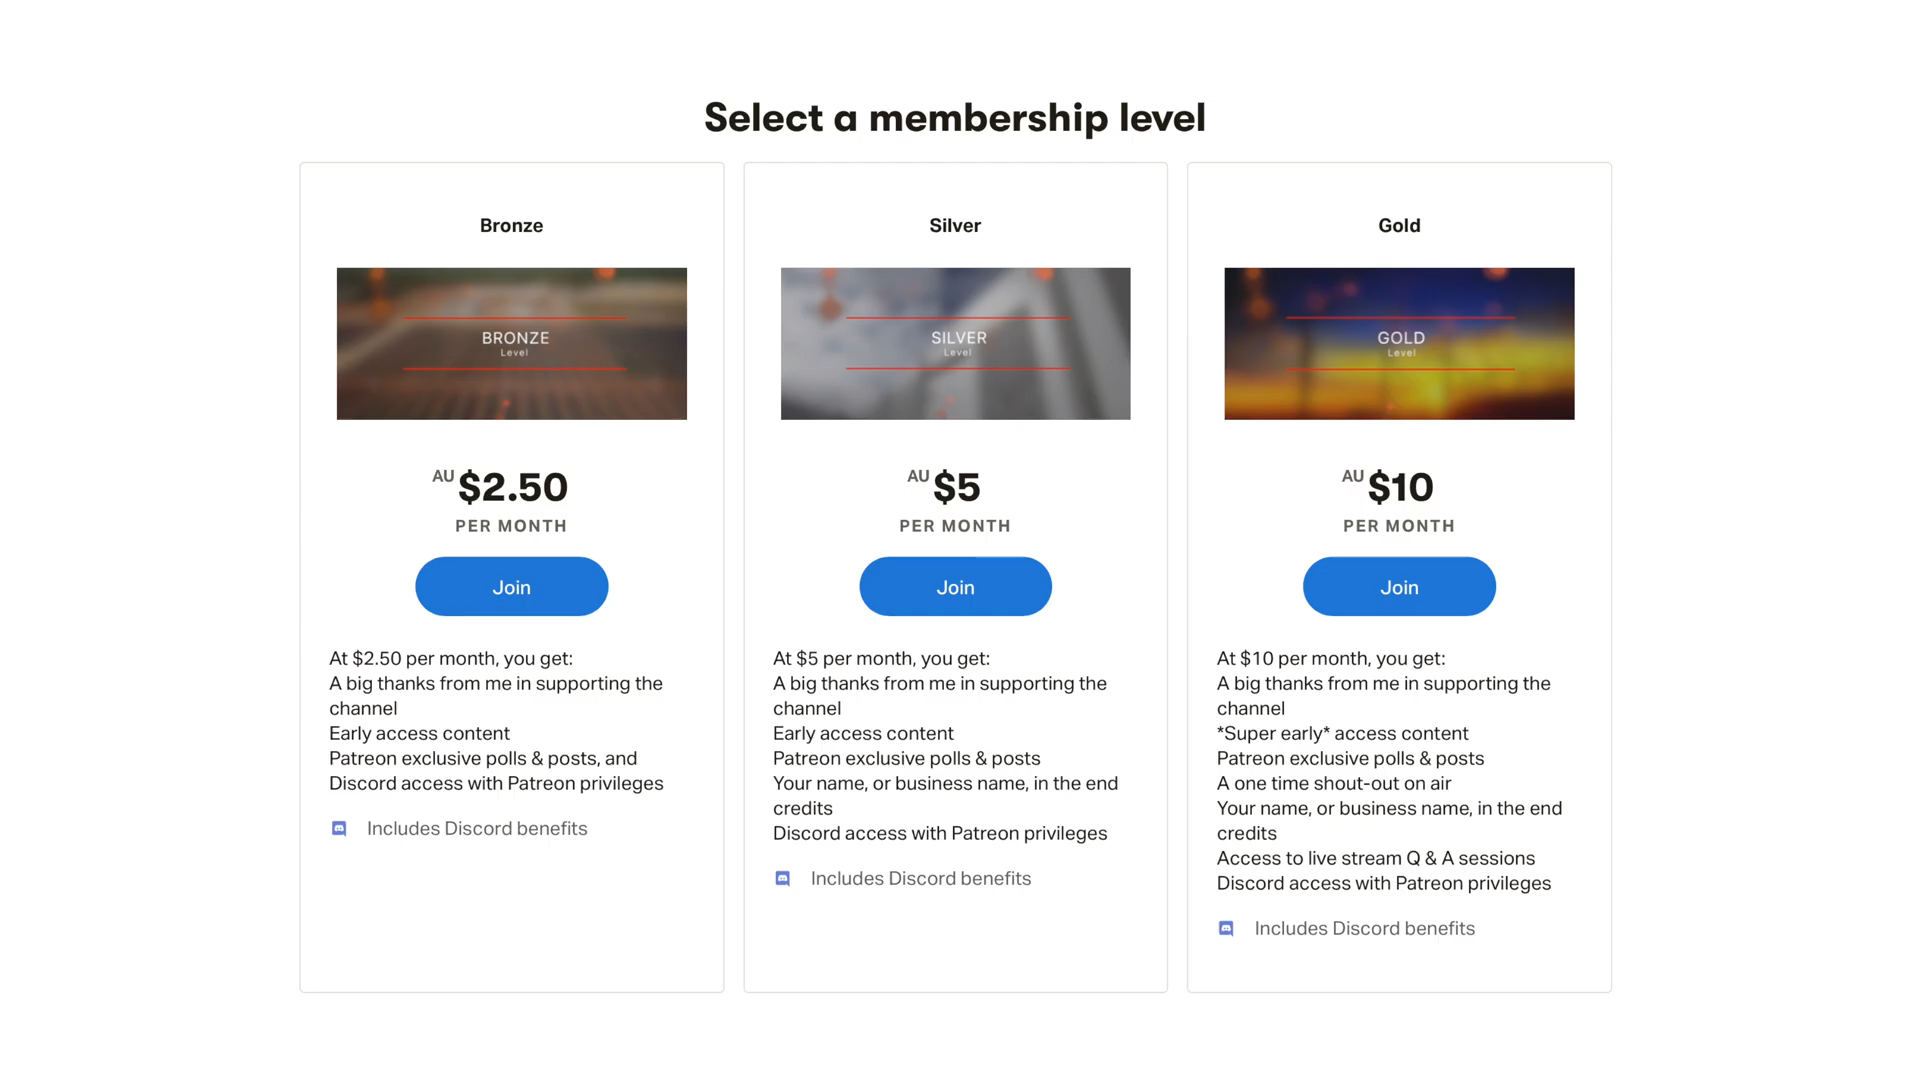 Select a membership level
Bronze
BRONZE
Level
AU $2.50
PER MONTH
Join
At $2.50 per month, you get:
A big thanks from me in supporting the
channel
Early access content
Patreon exclusive polls & posts, and
Discord access with Patreon privileges
Includes Discord benefits
Silver
SILVER
Level
AU $5
PER MONTH
Join
At $5 per month, you get:
A big thanks from me in supporting the
channel
Early access content
Patreon exclusive polls & posts
Your name, or business name, in the end
credits
Discord access with Patreon privileges
Includes Discord benefits
Gold
GOLD
Level
AU $10
PER MONTH
Join
At $10 per month, you get:
A big thanks from me in supporting the
channel
*Super early* access content
Patreon exclusive polls & posts
A one time shout-out on air
Your name, or business name, in the end
credits
Access to live stream Q & A sessions
Discord access with Patreon privileges
Includes Discord benefits